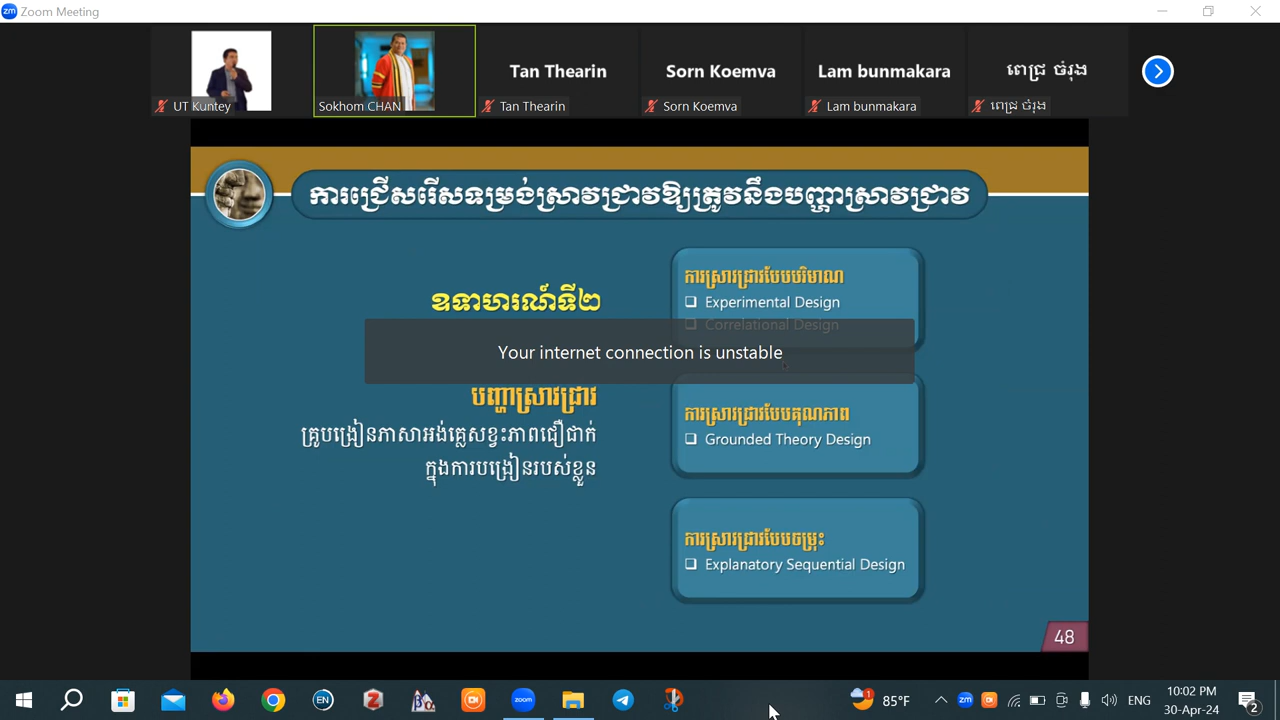 Zoom Meeting
Tan Thearin
Sorn Koemva
Lam bunmakara
ពេជ្រ ចំរុង
UT Kuntey
Sokhom CHAN
Tan Thearin
Sorn Koemva
Lam bunmakara
ពេជ្រ ចំរុង
ការជ្រើសរើសទម្រង់ស្រាវជ្រាវឱ្យត្រូវនឹងបញ្ហាស្រាវជ្រាវ
ឧទាហរណ៍ទី២
បញ្ហាស្រាវជ្រាវ
គ្រូបង្រៀនភាសាអង់គ្លេសខ្វះភាពជឿជាក់
ក្នុងការបង្រៀនរបស់ខ្លួន
ការស្រាវជ្រាវបែបបរិមាណ
Experimental Design
Correlational Design
Your internet connection is unstable
ការស្រាវជ្រាវបែបគុណភាព
Grounded Theory Design
ការស្រាវជ្រាវបែបចម្រុះ
Explanatory Sequential Design
48
85°F
ENG
10:02 PM
30-Apr-24